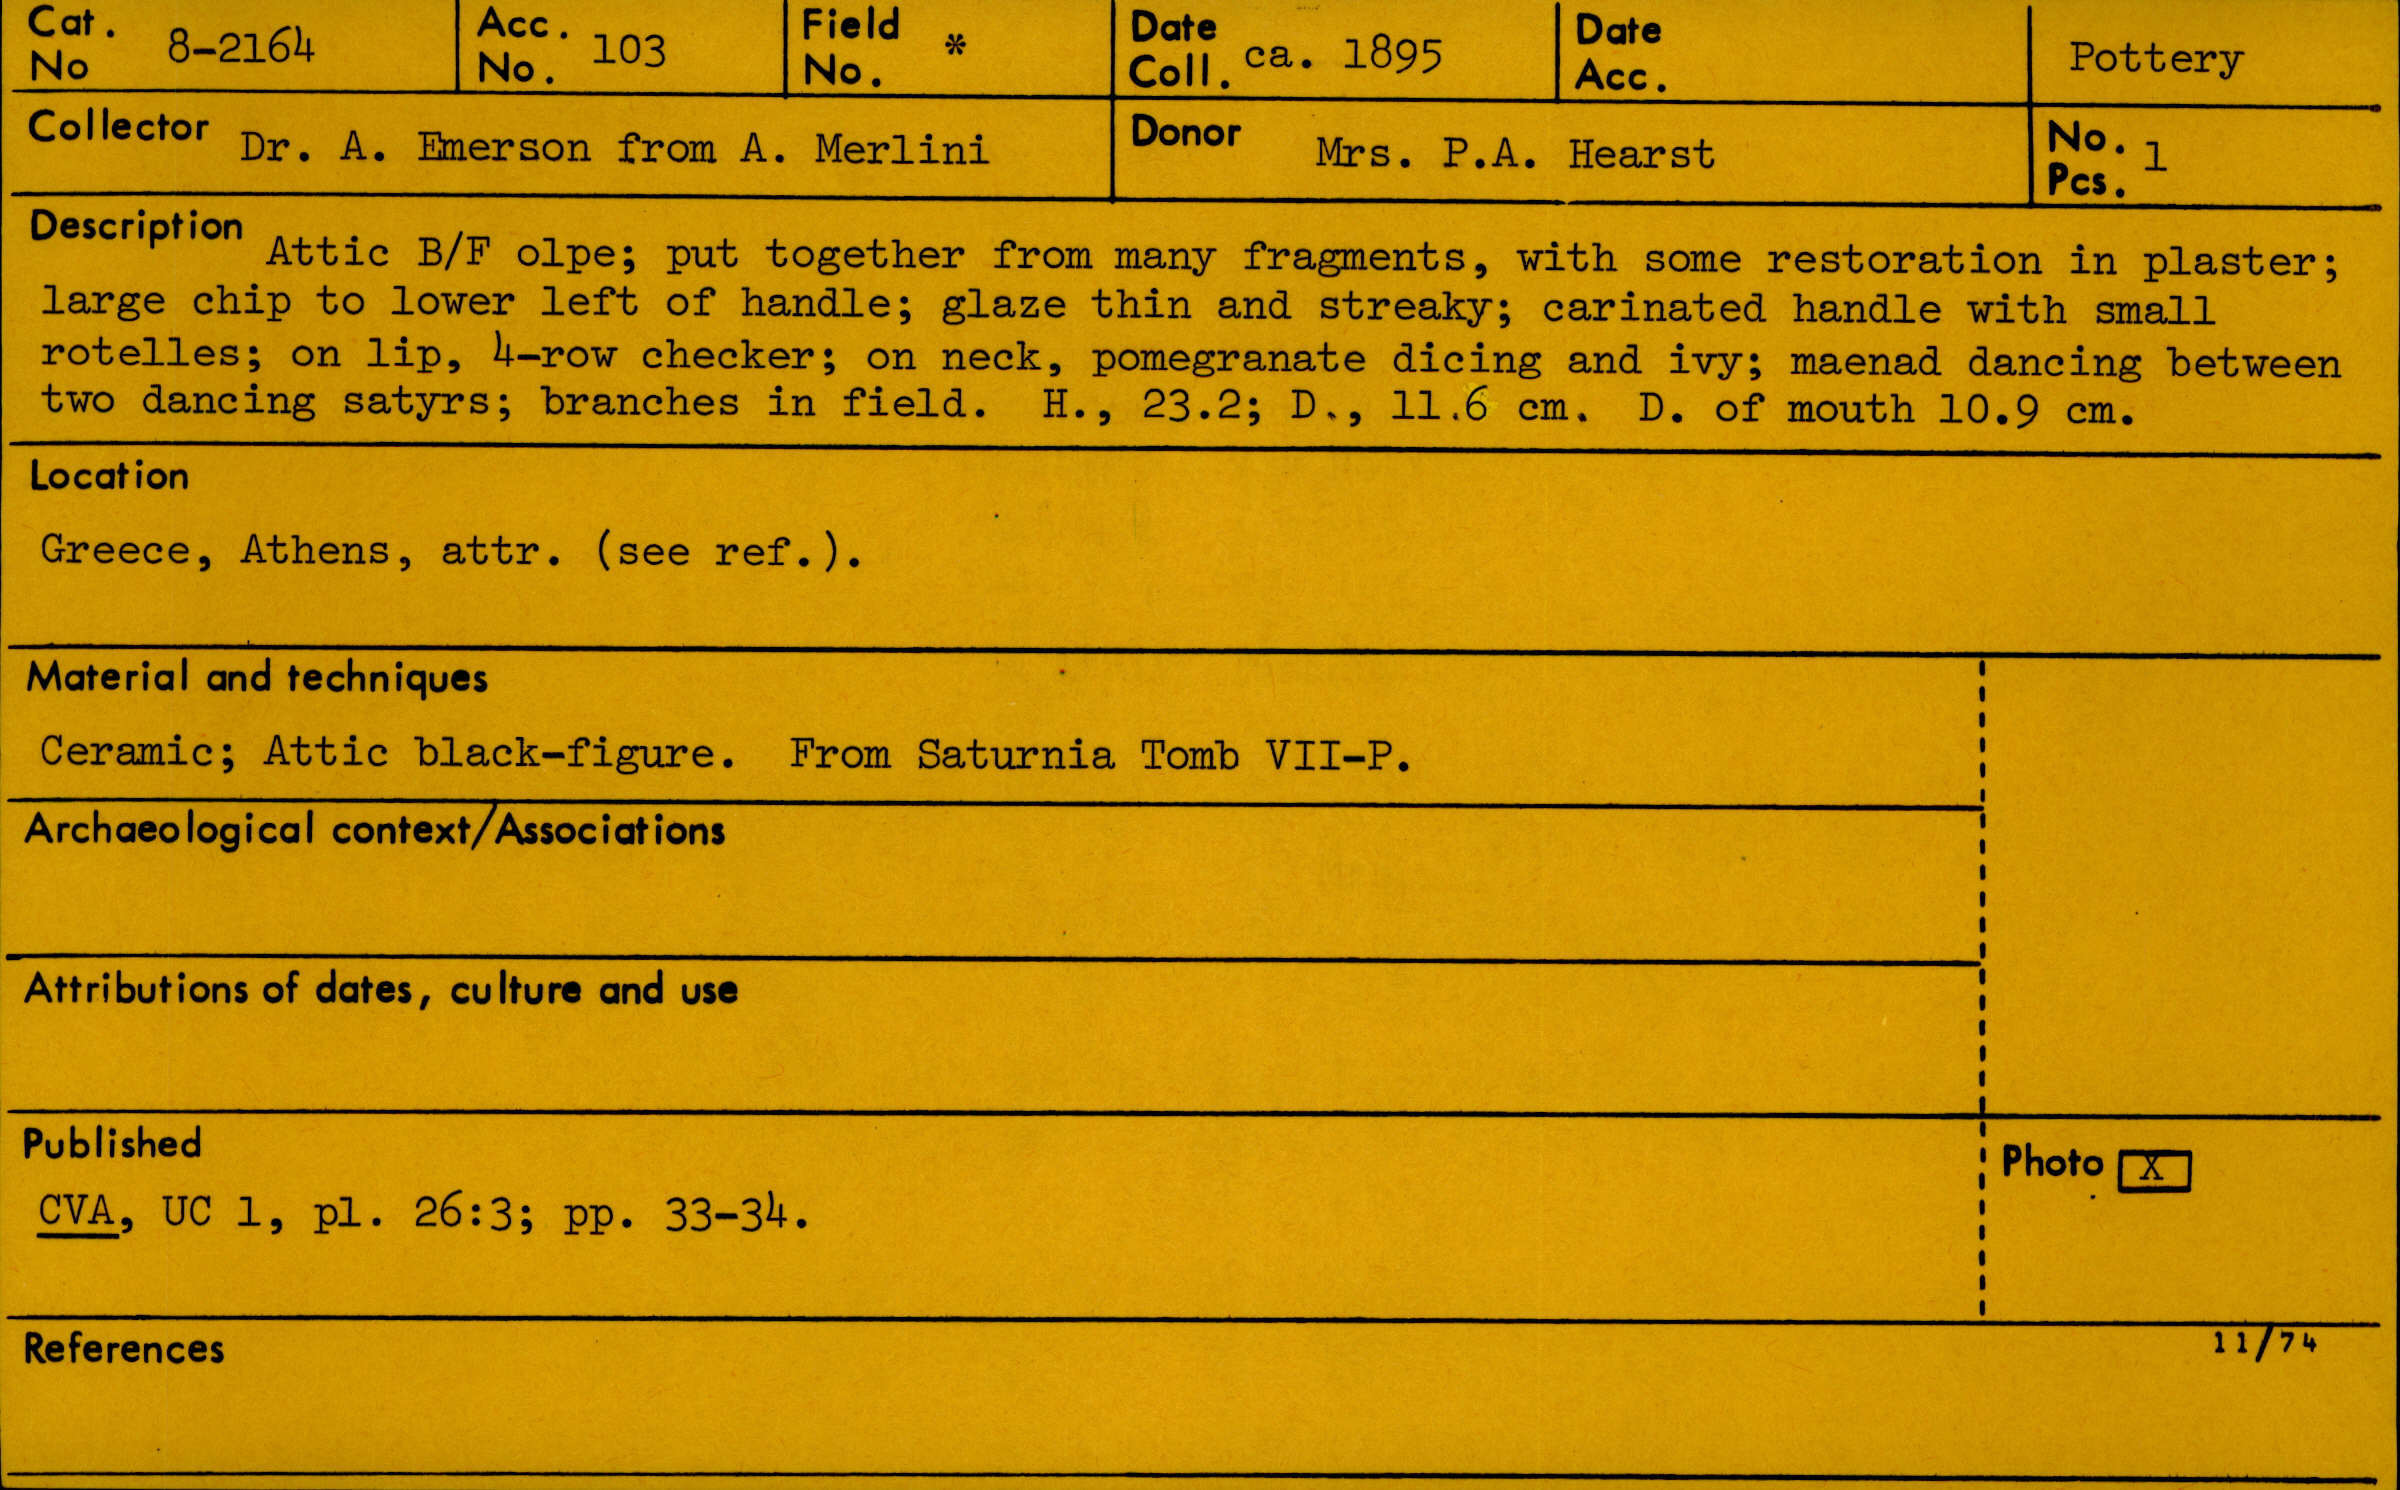 Cat. No 8-2164
Acc. No. 103
Field No. *
Date Coll. ca. 1895
Date Acc.
Pottery
Collector Dr. A. Emerson from A. Merlini
Donor Mrs. P.A. Hearst
No. Pcs. 1
Description Attic B/F olpe; put together from many fragments, with some restoration in plaster;
large chip to lower left of handle; glaze thin and streaky; carinated handle with small
rotelles; on lip, 4-row checker; on neck, pomegranate dicing and ivy; maenad dancing between
two dancing satyrs; branches in field. H., 23.2; D., 11.6 cm. D. of mouth 10.9 cm.
Location
Greece, Athens, attr. (see ref.).
Material and techniques
Ceramic; Attic black-figure. From Saturnia Tomb VII-P.
Archaeological context/Associations
Attributions of dates, culture and use
Published
CVA, UC 1, pl. 26:3; pp. 33-34.
Photo X
References
11/74